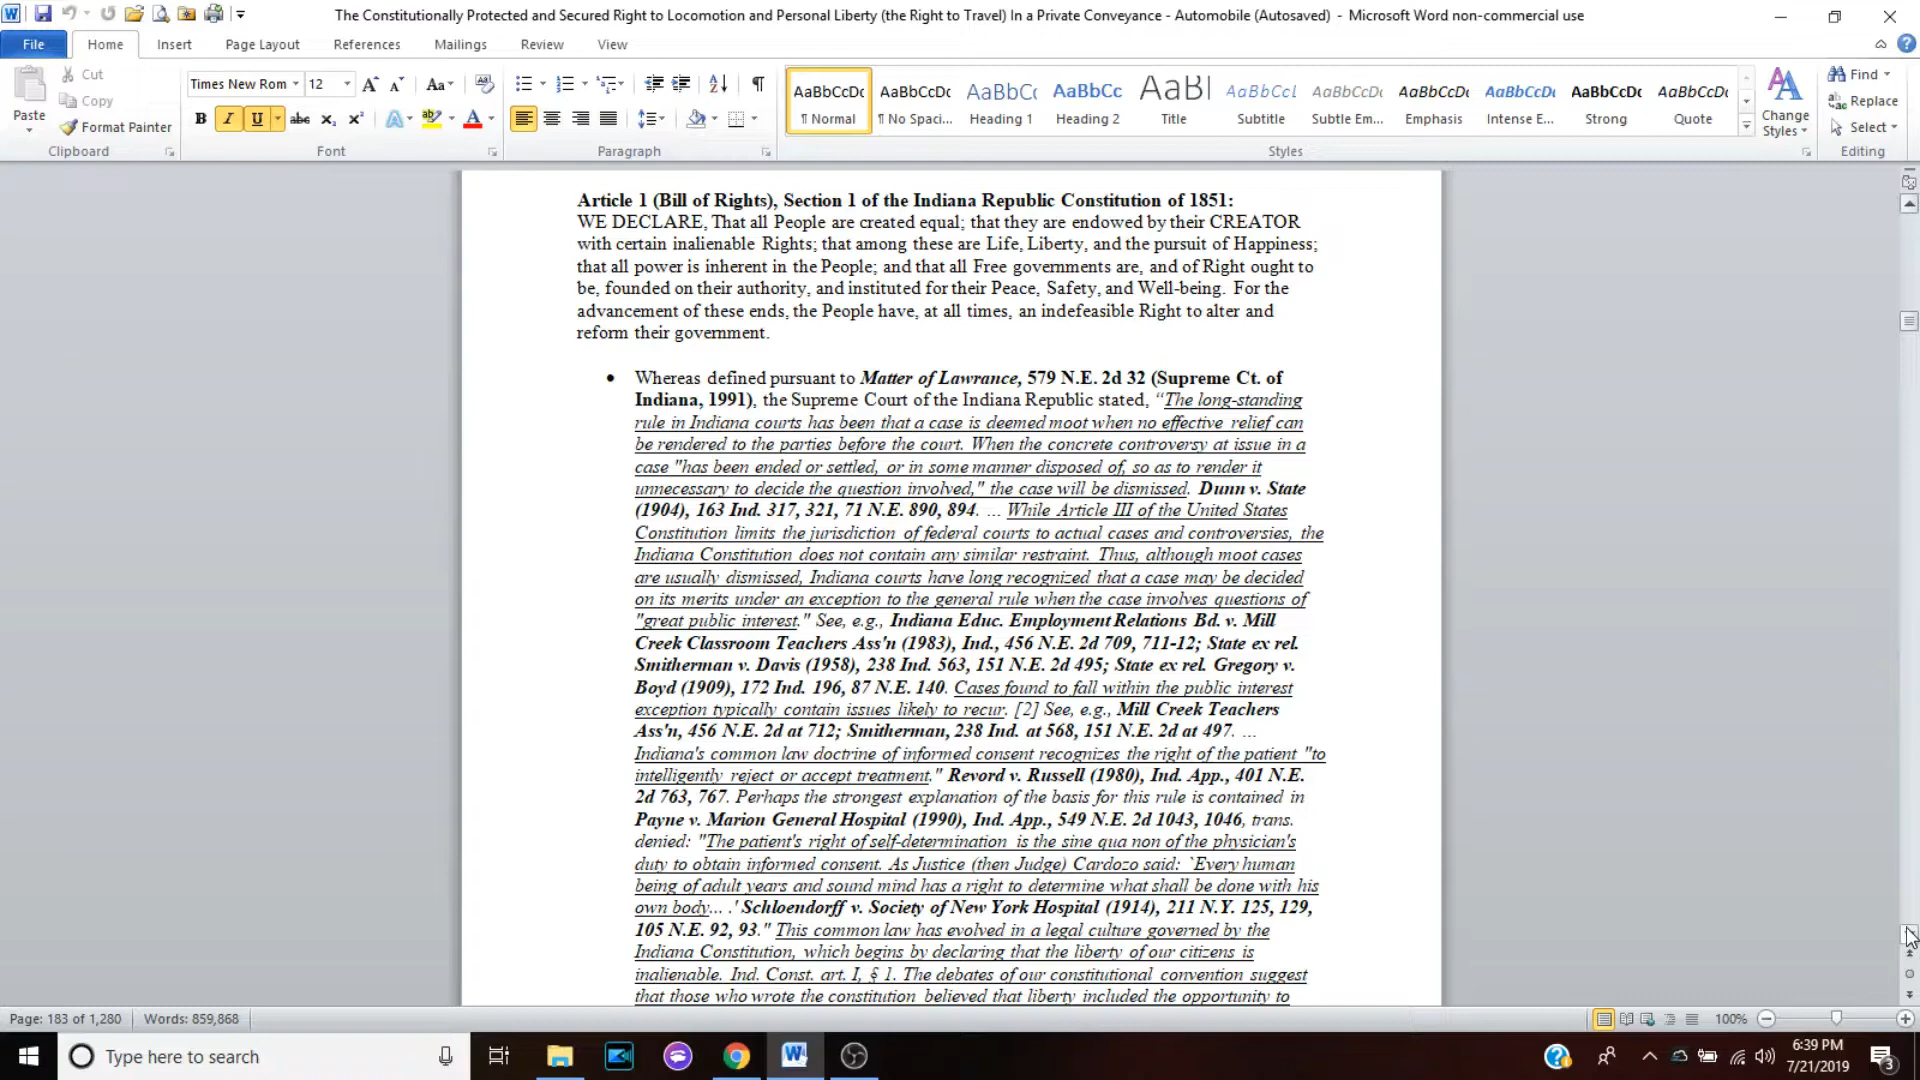 The Constitutionally Protected and Secured Right to Locomotion and Personal Liberty (the Right to Travel) In a Private Conveyance - Automobile (Autosaved) - Microsoft Word non-commercial use
File Home Insert Page Layout References Mailings Review View
Paste
Cut
Copy
Format Painter
Clipboard
Times New Rom 12
Font
Paragraph
AaBbCcDc AaBbCcDc AaBbCc AaBbCc AaBl AaBbCcL AaBbCcDc AaBbCcDc AaBbCcDc AaBbCcDc AaBbCcDc
¶ Normal ¶ No Spaci... Heading 1 Heading 2 Title Subtitle Subtle Em... Emphasis Intense E... Strong Quote
Styles
Change Styles
Find
Replace
Select
Editing
Article 1 (Bill of Rights), Section 1 of the Indiana Republic Constitution of 1851:
WE DECLARE, That all People are created equal; that they are endowed by their CREATOR
with certain inalienable Rights; that among these are Life, Liberty, and the pursuit of Happiness;
that all power is inherent in the People; and that all Free governments are, and of Right ought to
be, founded on their authority, and instituted for their Peace, Safety, and Well-being. For the
advancement of these ends, the People have, at all times, an indefeasible Right to alter and
reform their government.
• Whereas defined pursuant to Matter of Lawrance, 579 N.E. 2d 32 (Supreme Ct. of
Indiana, 1991), the Supreme Court of the Indiana Republic stated, “The long-standing
rule in Indiana courts has been that a case is deemed moot when no effective relief can
be rendered to the parties before the court. When the concrete controversy at issue in a
case "has been ended or settled, or in some manner disposed of, so as to render it
unnecessary to decide the question involved," the case will be dismissed. Dunn v. State
(1904), 163 Ind. 317, 321, 71 N.E. 890, 894. … While Article III of the United States
Constitution limits the jurisdiction of federal courts to actual cases and controversies, the
Indiana Constitution does not contain any similar restraint. Thus, although moot cases
are usually dismissed, Indiana courts have long recognized that a case may be decided
on its merits under an exception to the general rule when the case involves questions of
"great public interest." See, e.g., Indiana Educ. Employment Relations Bd. v. Mill
Creek Classroom Teachers Ass'n (1983), Ind., 456 N.E. 2d 709, 711-12; State ex rel.
Smitherman v. Davis (1958), 238 Ind. 563, 151 N.E. 2d 495; State ex rel. Gregory v.
Boyd (1909), 172 Ind. 196, 87 N.E. 140. Cases found to fall within the public interest
exception typically contain issues likely to recur. [2] See, e.g., Mill Creek Teachers
Ass'n, 456 N.E. 2d at 712; Smitherman, 238 Ind. at 568, 151 N.E. 2d at 497. …
Indiana's common law doctrine of informed consent recognizes the right of the patient "to
intelligently reject or accept treatment." Revord v. Russell (1980), Ind. App., 401 N.E.
2d 763, 767. Perhaps the strongest explanation of the basis for this rule is contained in
Payne v. Marion General Hospital (1990), Ind. App., 549 N.E. 2d 1043, 1046, trans.
denied: "The patient's right of self-determination is the sine qua non of the physician's
duty to obtain informed consent. As Justice (then Judge) Cardozo said: `Every human
being of adult years and sound mind has a right to determine what shall be done with his
own body... .' Schloendorff v. Society of New York Hospital (1914), 211 N.Y. 125, 129,
105 N.E. 92, 93." This common law has evolved in a legal culture governed by the
Indiana Constitution, which begins by declaring that the liberty of our citizens is
inalienable. Ind. Const. art. I, § 1. The debates of our constitutional convention suggest
that those who wrote the constitution believed that liberty included the opportunity to
Page: 183 of 1,280 Words: 859,868 100%
Type here to search
6:39 PM
7/21/2019
3